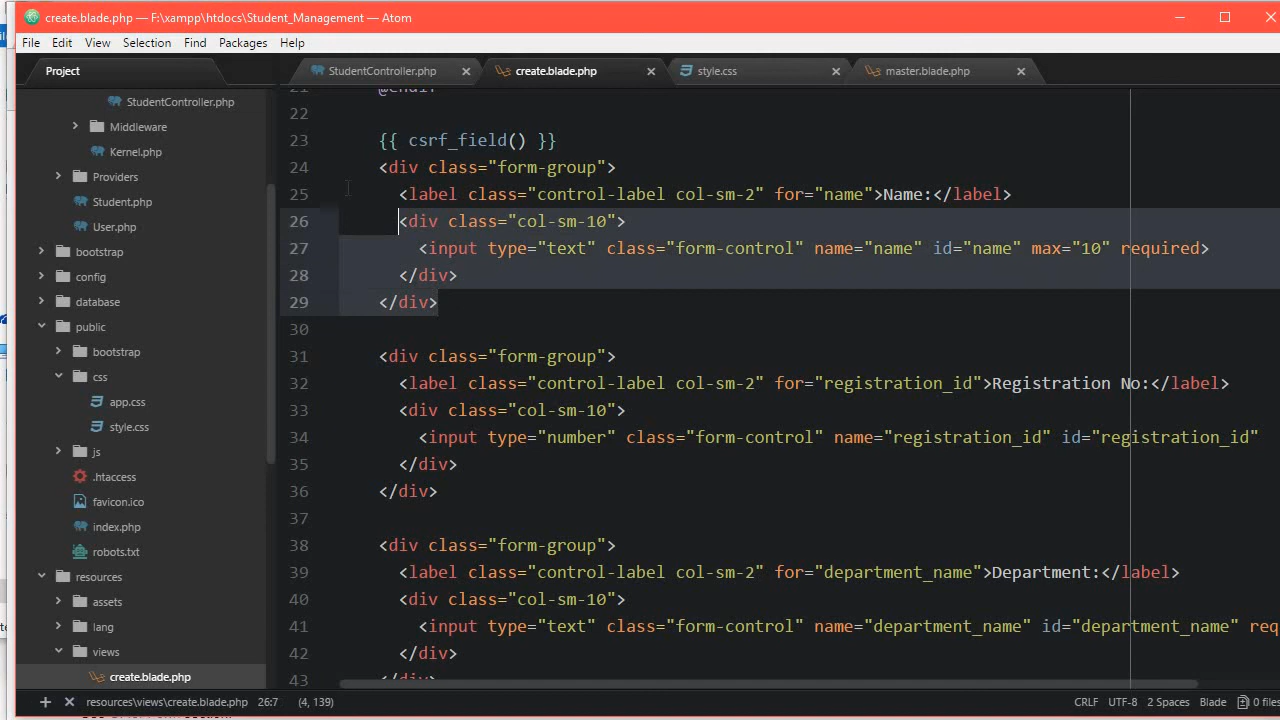 create.blade.php — F:\xampp\htdocs\Student_Management — Atom
File Edit View Selection Find Packages Help
Project
StudentController.php
create.blade.php
style.css
master.blade.php
StudentController.php
Middleware
Kernel.php
Providers
Student.php
User.php
bootstrap
config
database
public
bootstrap
css
app.css
style.css
js
.htaccess
favicon.ico
index.php
robots.txt
resources
assets
lang
views
create.blade.php
21 @endif
22
23 {{ csrf_field() }}
24 <div class="form-group">
25 <label class="control-label col-sm-2" for="name">Name:</label>
26 <div class="col-sm-10">
27 <input type="text" class="form-control" name="name" id="name" max="10" required>
28 </div>
29 </div>
30
31 <div class="form-group">
32 <label class="control-label col-sm-2" for="registration_id">Registration No:</label>
33 <div class="col-sm-10">
34 <input type="number" class="form-control" name="registration_id" id="registration_id"
35 </div>
36 </div>
37
38 <div class="form-group">
39 <label class="control-label col-sm-2" for="department_name">Department:</label>
40 <div class="col-sm-10">
41 <input type="text" class="form-control" name="department_name" id="department_name" req
42 </div>
43 </div>
resources\views\create.blade.php 26:7 (4, 139)
CRLF UTF-8 2 Spaces Blade 0 files